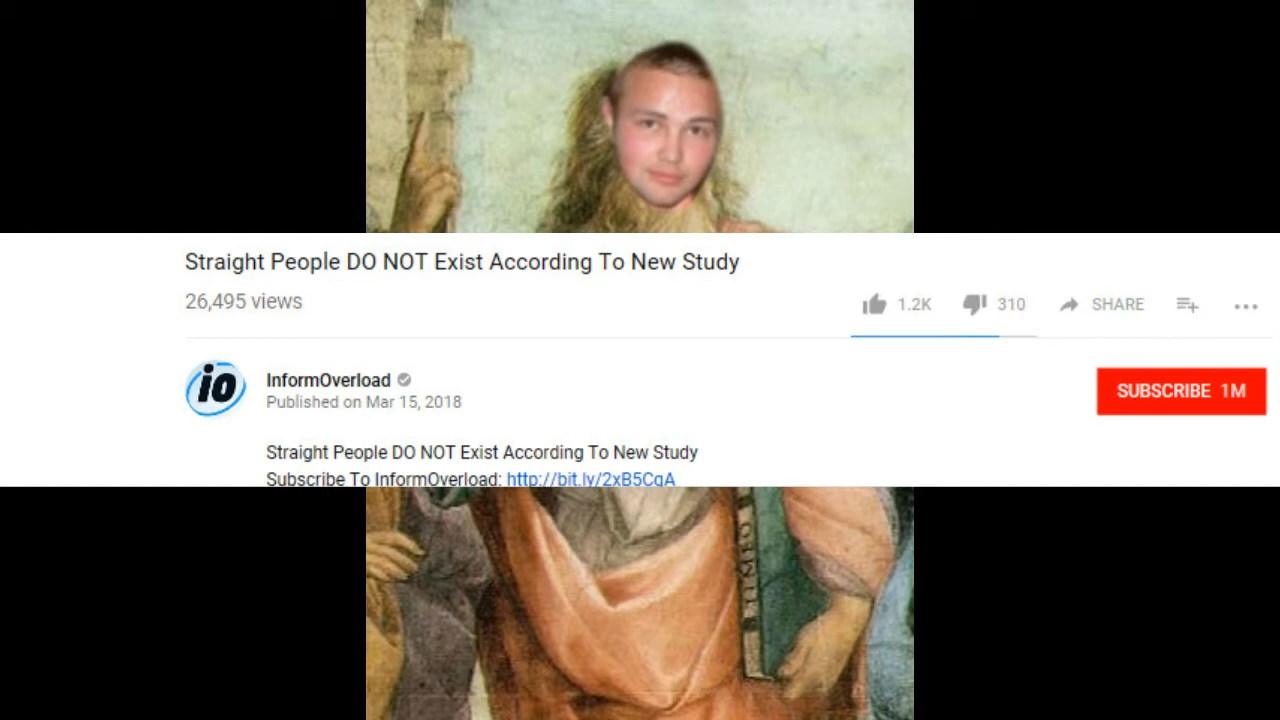 Straight People DO NOT Exist According To New Study
26,495 views
1.2K 310 SHARE
io
InformOverload
Published on Mar 15, 2018
SUBSCRIBE 1M
Straight People DO NOT Exist According To New Study
Subscribe To InformOverload: http://bit.ly/2xB5CqA
TIMEO